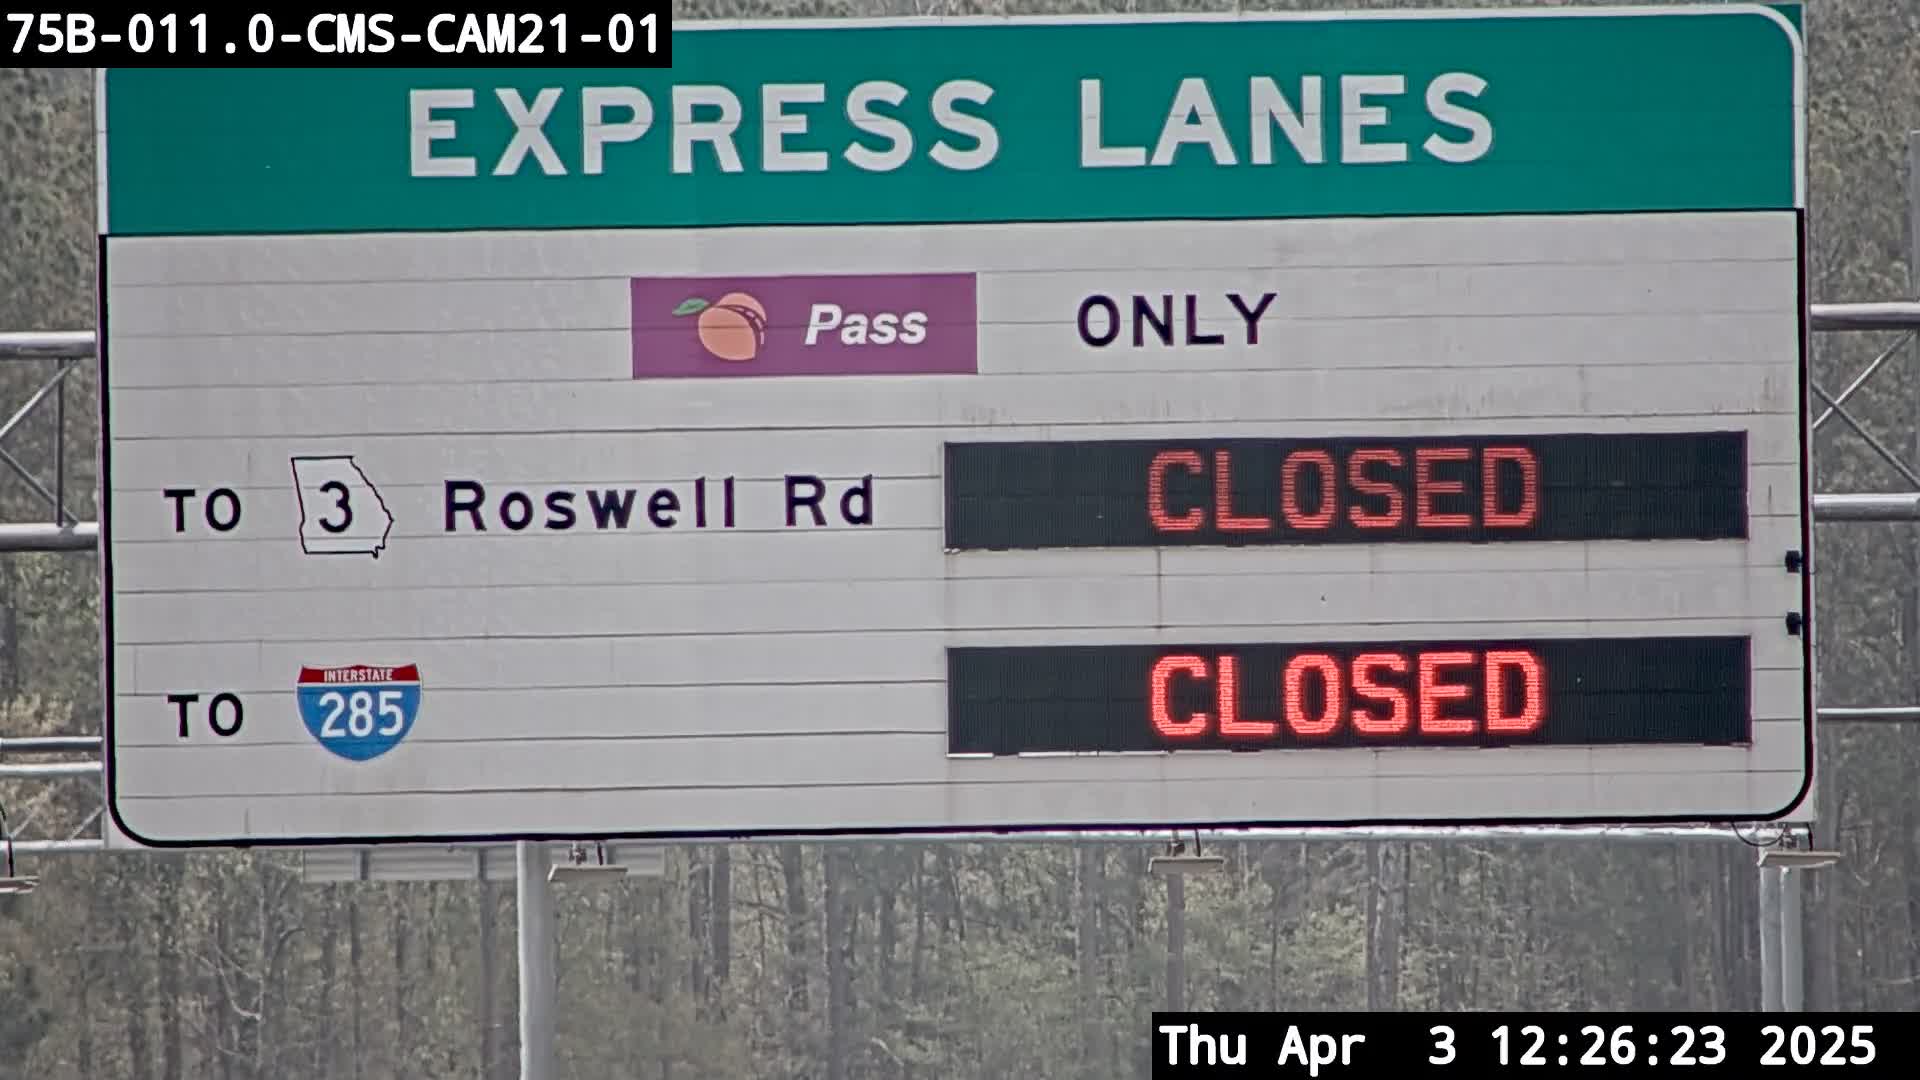 75B-011.0-CMS-CAM21-01
EXPRESS LANES
Pass ONLY
TO 3 Roswell Rd CLOSED
TO INTERSTATE 285 CLOSED
Thu Apr 3 12:26:23 2025